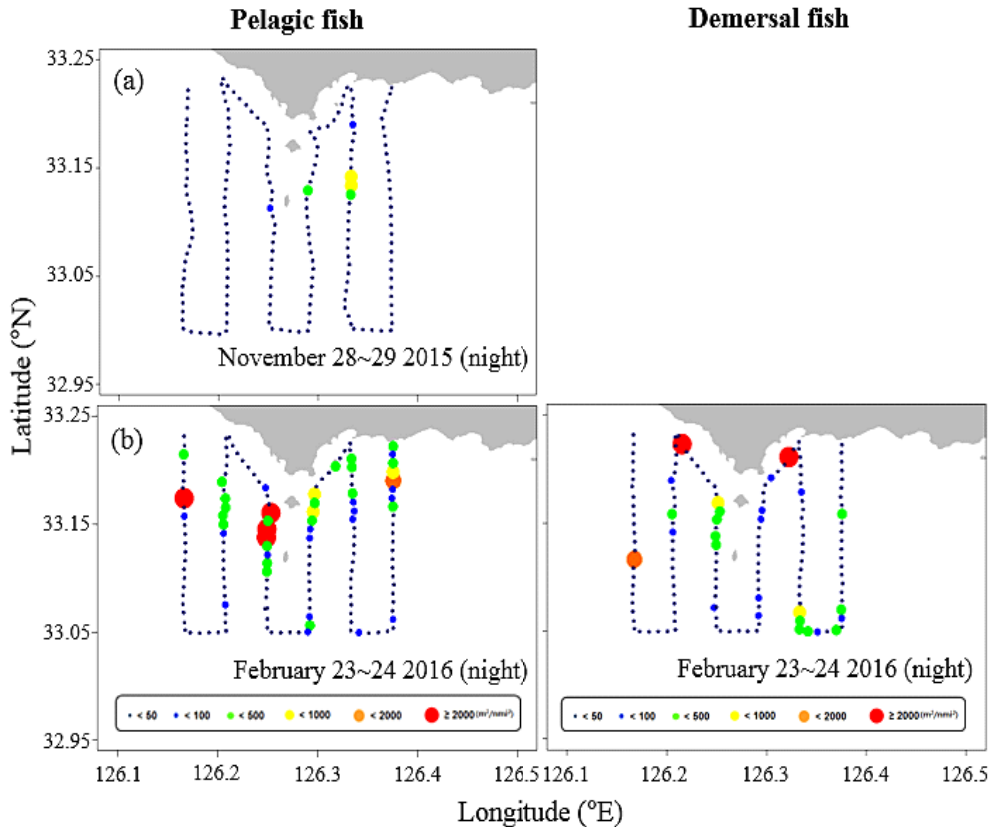 Pelagic fish
Demersal fish
(a)
33.25
33.15
33.05
32.95
November 28~29 2015 (night)
Latitude (°N)
(b)
33.25
33.15
33.05
32.95
February 23~24 2016 (night)
February 23~24 2016 (night)
< 50 < 100 < 500 < 1000 < 2000 ≥ 2000 (m²/nmi²)
< 50 < 100 < 500 < 1000 < 2000 ≥ 2000 (m²/nmi²)
126.1 126.2 126.3 126.4 126.5
126.1 126.2 126.3 126.4 126.5
Longitude (°E)